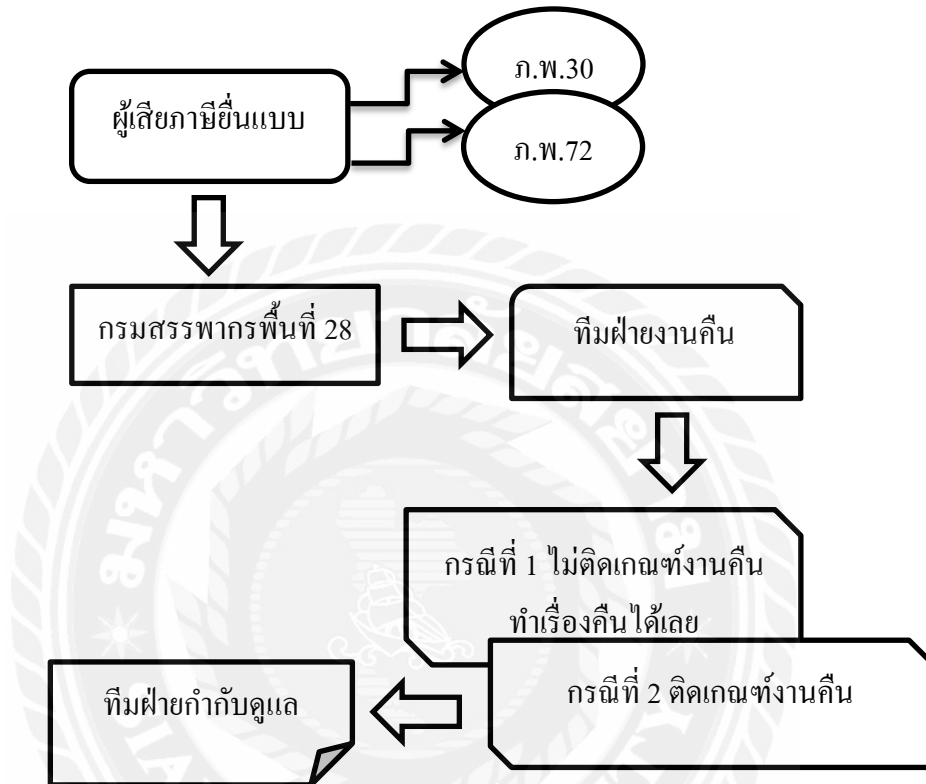 ภ.พ.30
ผู้เสียภาษียื่นแบบ
ภ.พ.72
กรมสรรพากรพื้นที่ 28
ทีมฝ่ายงานคืน
กรณีที่ 1 ไม่ติดเกณฑ์งานคืน
ทำเรื่องคืนได้เลย
กรณีที่ 2 ติดเกณฑ์งานคืน
ทีมฝ่ายกำกับดูแล